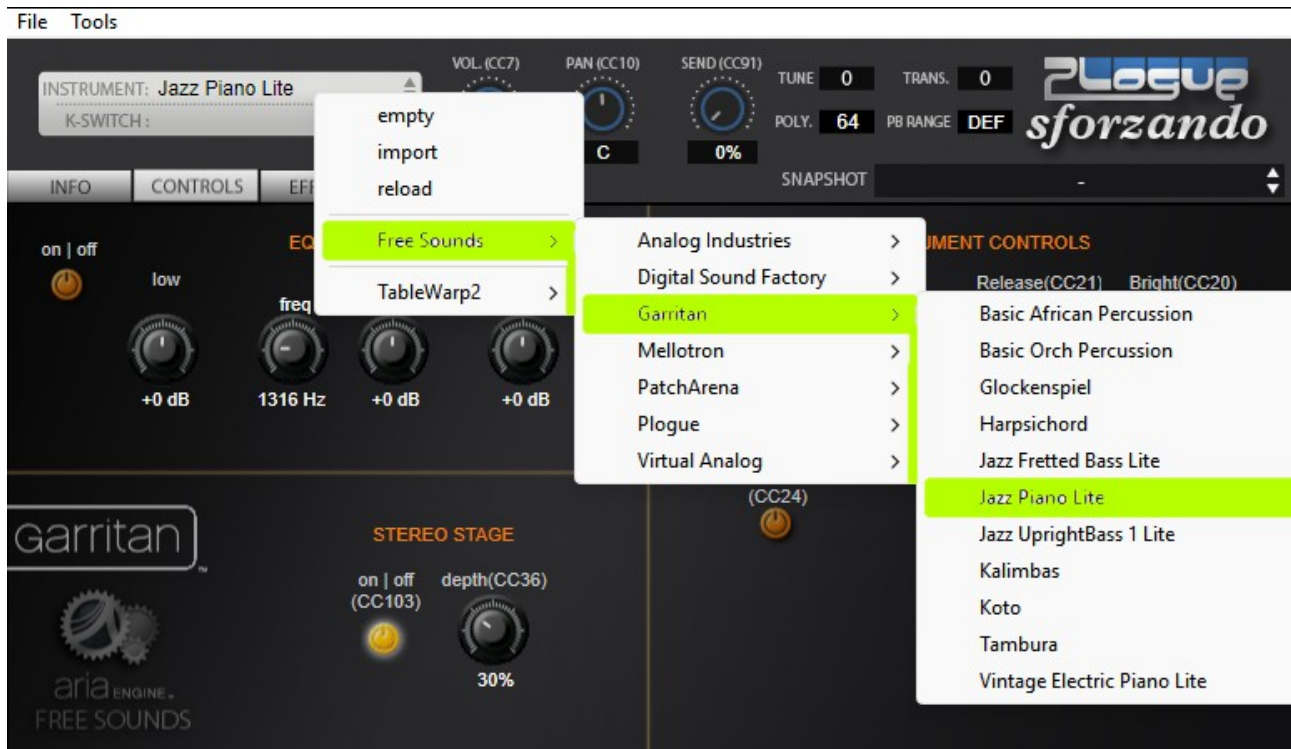 File Tools
INSTRUMENT: Jazz Piano Lite
K-SWITCH :
VOL. (CC7) PAN (CC10) SEND (CC91)
C 0%
TUNE 0 TRANS. 0
POLY. 64 PB RANGE DEF
Plogue
sforzando
INFO CONTROLS
SNAPSHOT -
empty
import
reload
Free Sounds >
TableWarp2 >
Analog Industries >
Digital Sound Factory >
Garritan >
Mellotron >
PatchArena >
Plogue >
Virtual Analog >
Basic African Percussion
Basic Orch Percussion
Glockenspiel
Harpsichord
Jazz Fretted Bass Lite
Jazz Piano Lite
Jazz UprightBass 1 Lite
Kalimbas
Koto
Tambura
Vintage Electric Piano Lite
on | off
low freq
+0 dB 1316 Hz +0 dB +0 dB
CONTROLS
Release(CC21) Bright(CC20)
(CC24)
Garritan
aria ENGINE
FREE SOUNDS
STEREO STAGE
on | off depth(CC36)
(CC103)
30%